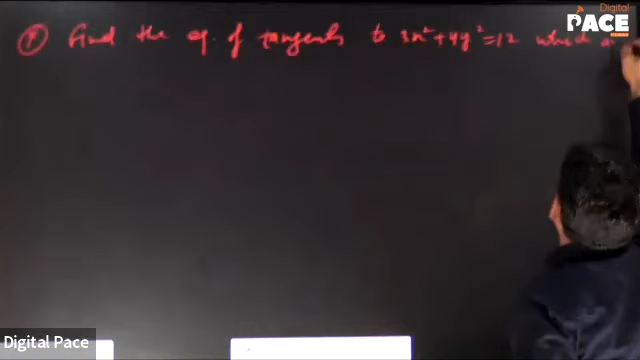 Digital
PACE
Find the eq. of tangents to 3x²+4y²=12 which
Digital Pace